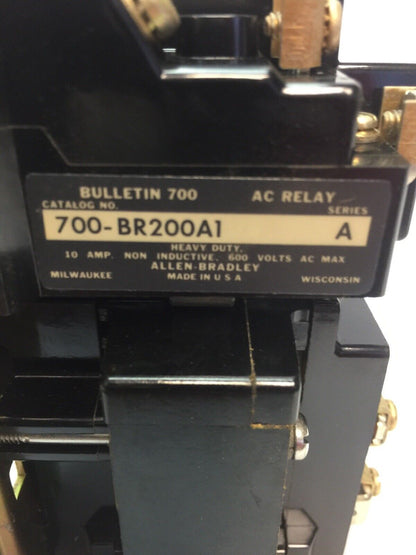 BULLETIN 700 AC RELAY
CATALOG NO. SERIES
700-BR200A1 A
HEAVY DUTY,
10 AMP. NON INDUCTIVE, 600 VOLTS AC MAX
ALLEN-BRADLEY
MILWAUKEE MADE IN U S A WISCONSIN